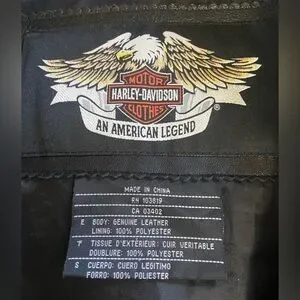 MOTOR
HARLEY-DAVIDSON
CLOTHES
®
AN AMERICAN LEGEND
MADE IN CHINA
RN 103819
CA 03402
E BODY: GENUINE LEATHER
LINING: 100% POLYESTER
F TISSUE D'EXTÉRIEUR: CUIR VERITABLE
DOUBLURE: 100% POLYESTER
S CUERPO: CUERO LEGITIMO
FORRO: 100% POLYESTER